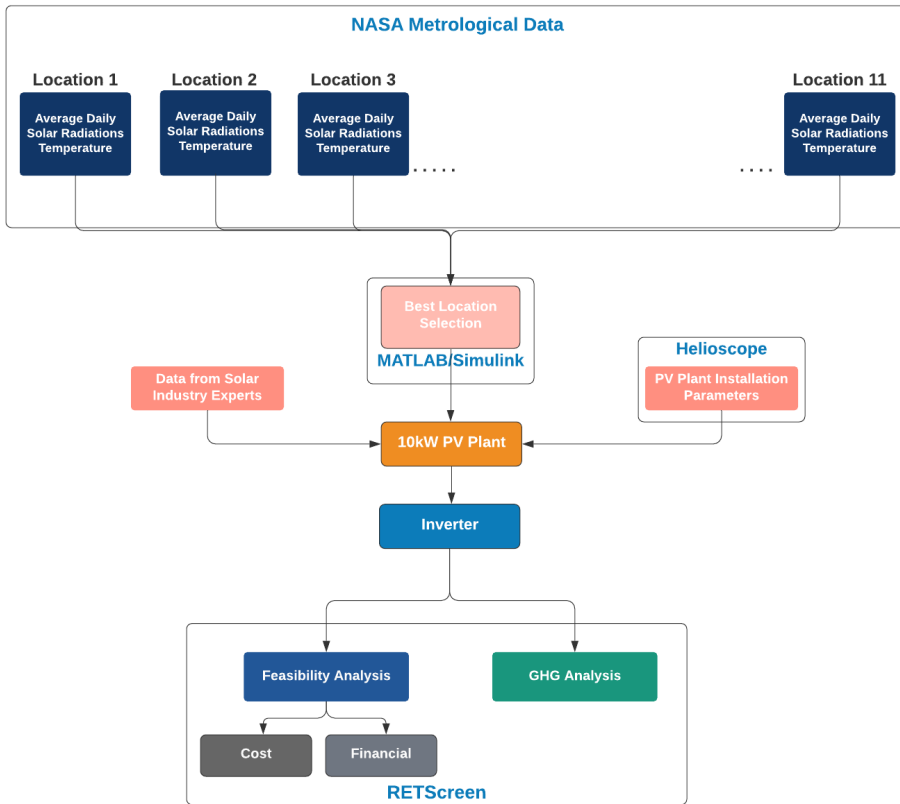 NASA Metrological Data
Location 1
Location 2
Location 3
Location 11
Average Daily
Solar Radiations
Temperature
Average Daily
Solar Radiations
Temperature
Average Daily
Solar Radiations
Temperature
.....
....
Average Daily
Solar Radiations
Temperature
Best Location
Selection
MATLAB/Simulink
Helioscope
Data from Solar
Industry Experts
PV Plant Installation
Parameters
10kW PV Plant
Inverter
Feasibility Analysis
GHG Analysis
Cost
Financial
RETScreen